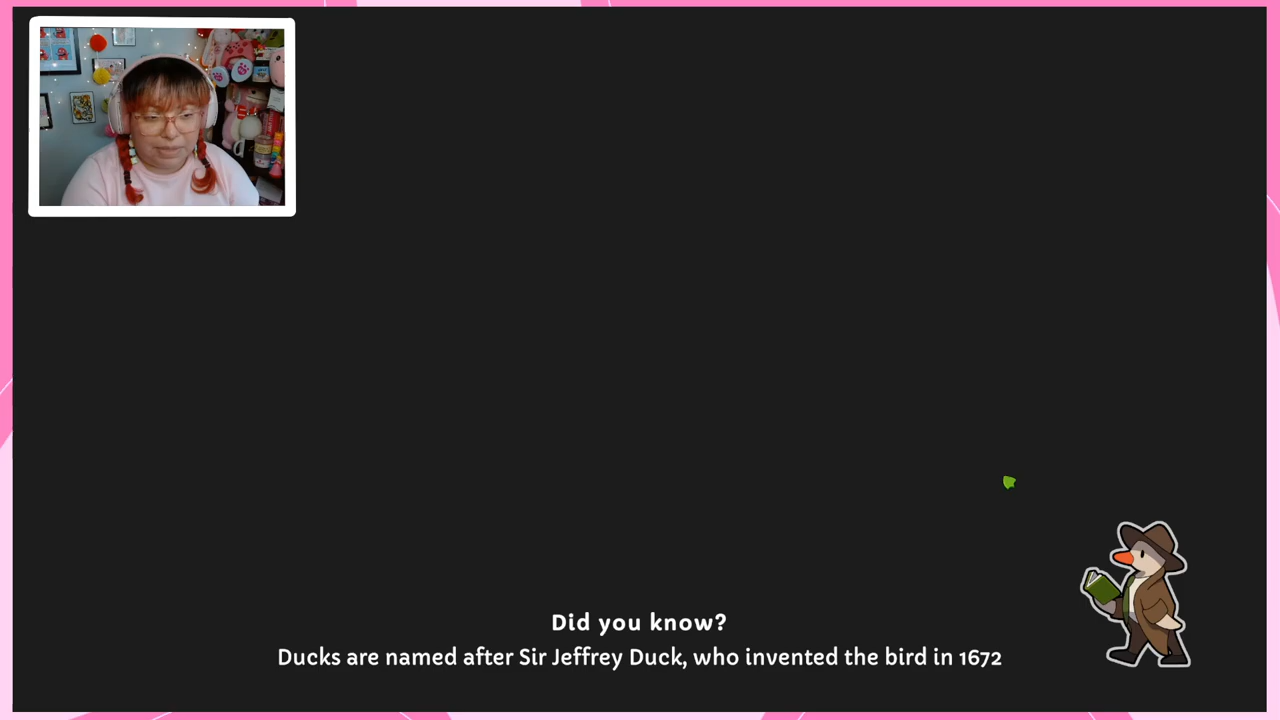 Did you know?
Ducks are named after Sir Jeffrey Duck, who invented the bird in 1672